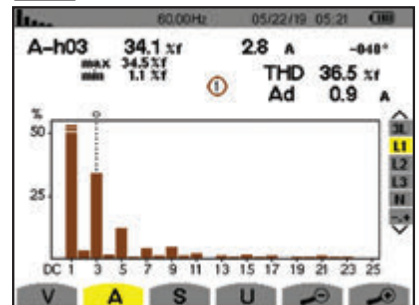 60.00Hz 05/22/19 05:21
A-h03 34.1 %f 2.8 A -048°
max 34.5%f
min 1.1 %f
① THD 36.5 %f
Ad 0.9 A
%
50
25
3L
L1
L2
L3
N
-.+
DC 1 3 5 7 9 11 13 15 17 19 21 23 25
V A S U